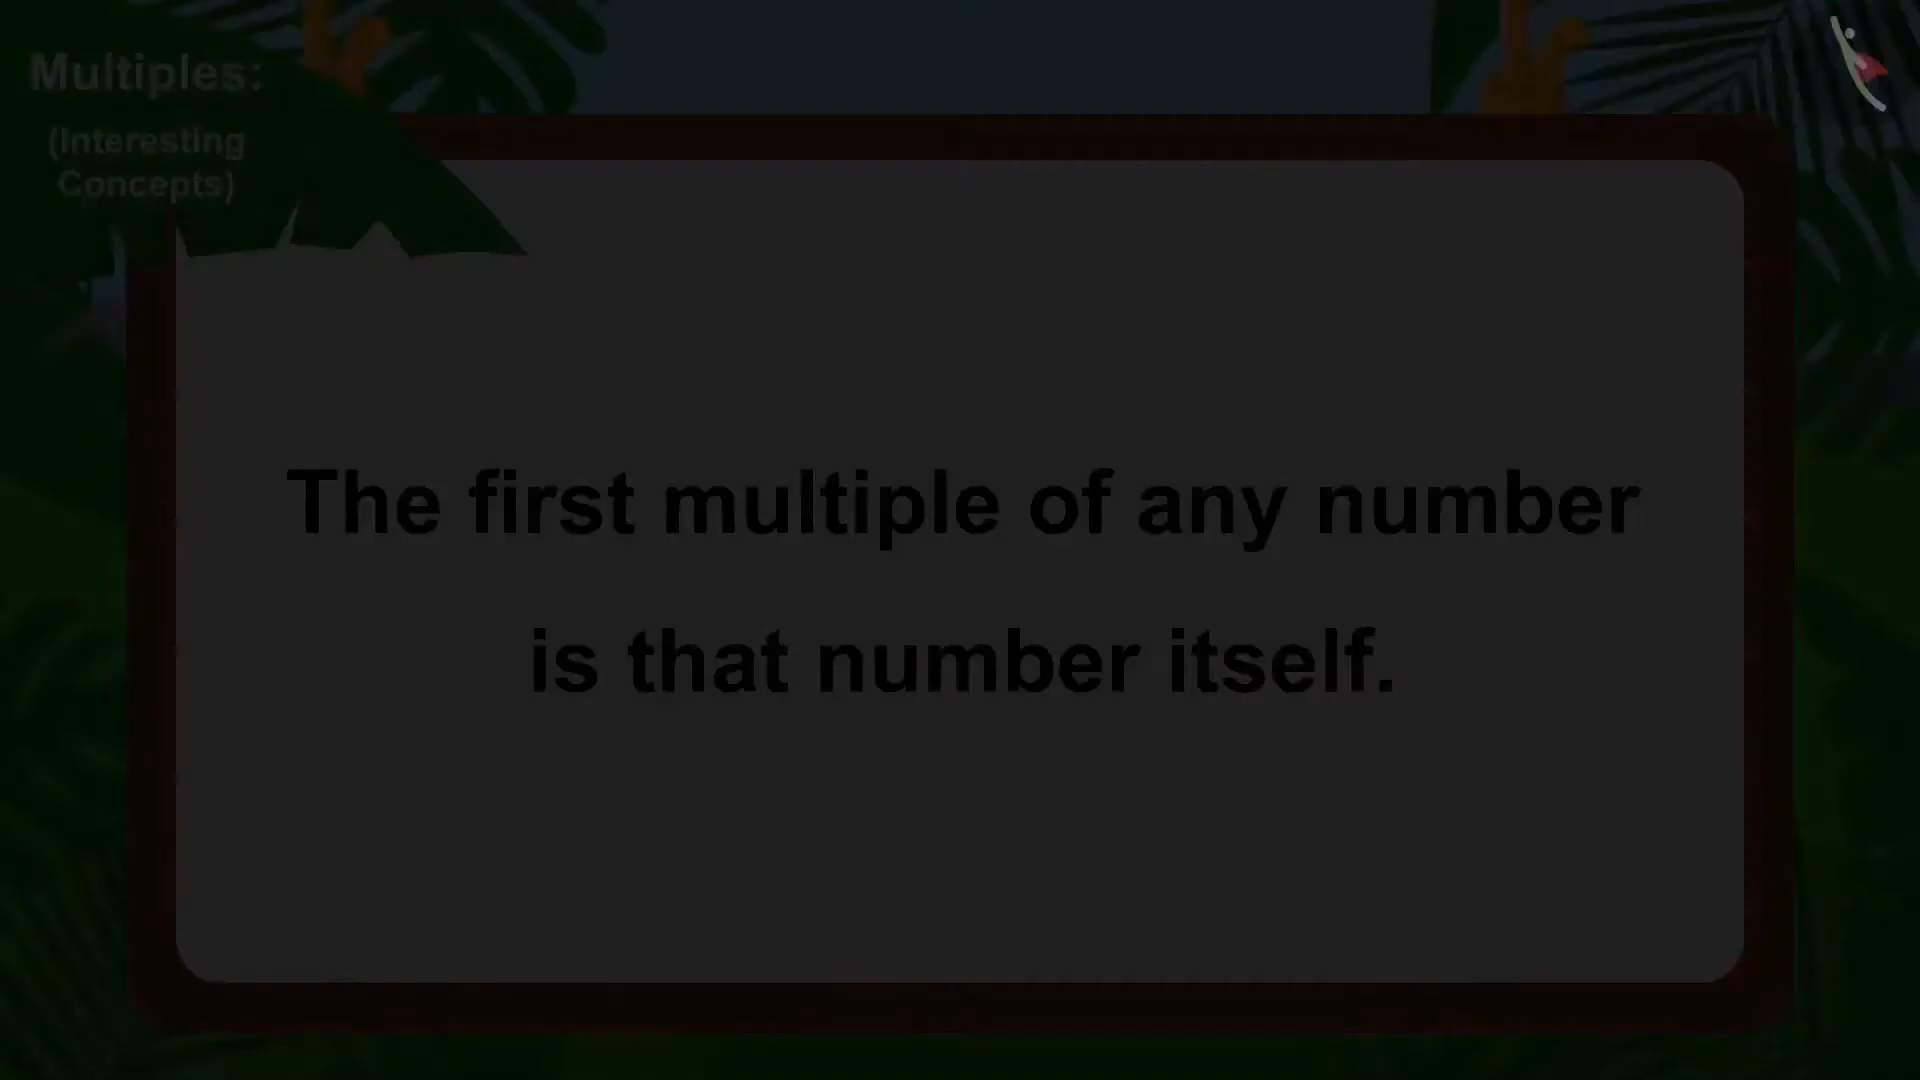 Multiples:
(Interesting
Concepts)
The first multiple of any number
is that number itself.